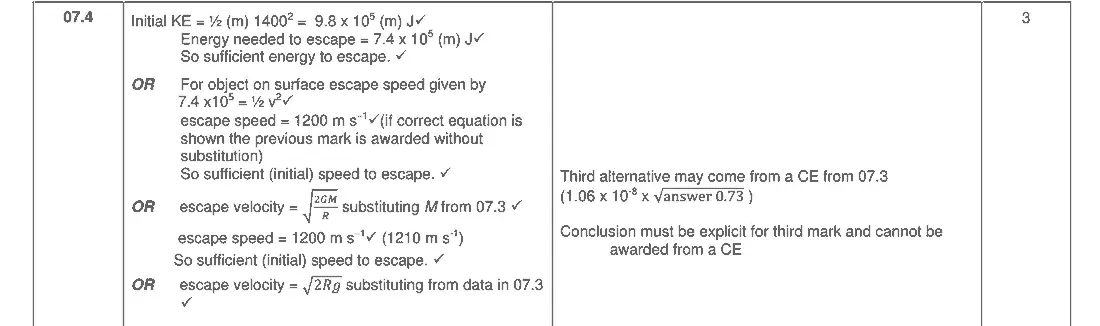 07.4
Initial KE = ½ (m) 1400² = 9.8 x 10⁵ (m) J✓
Energy needed to escape = 7.4 x 10⁵ (m) J✓
So sufficient energy to escape. ✓
OR For object on surface escape speed given by
7.4 x10⁵ = ½ v²✓
escape speed = 1200 m s⁻¹✓(if correct equation is
shown the previous mark is awarded without
substitution)
So sufficient (initial) speed to escape. ✓
OR escape velocity = √(2GM/R) substituting M from 07.3 ✓
escape speed = 1200 m s⁻¹✓ (1210 m s⁻¹)
So sufficient (initial) speed to escape. ✓
OR escape velocity = √2Rg substituting from data in 07.3
✓
Third alternative may come from a CE from 07.3
(1.06 x 10⁻⁸ x √answer 0.73 )
Conclusion must be explicit for third mark and cannot be
awarded from a CE
3